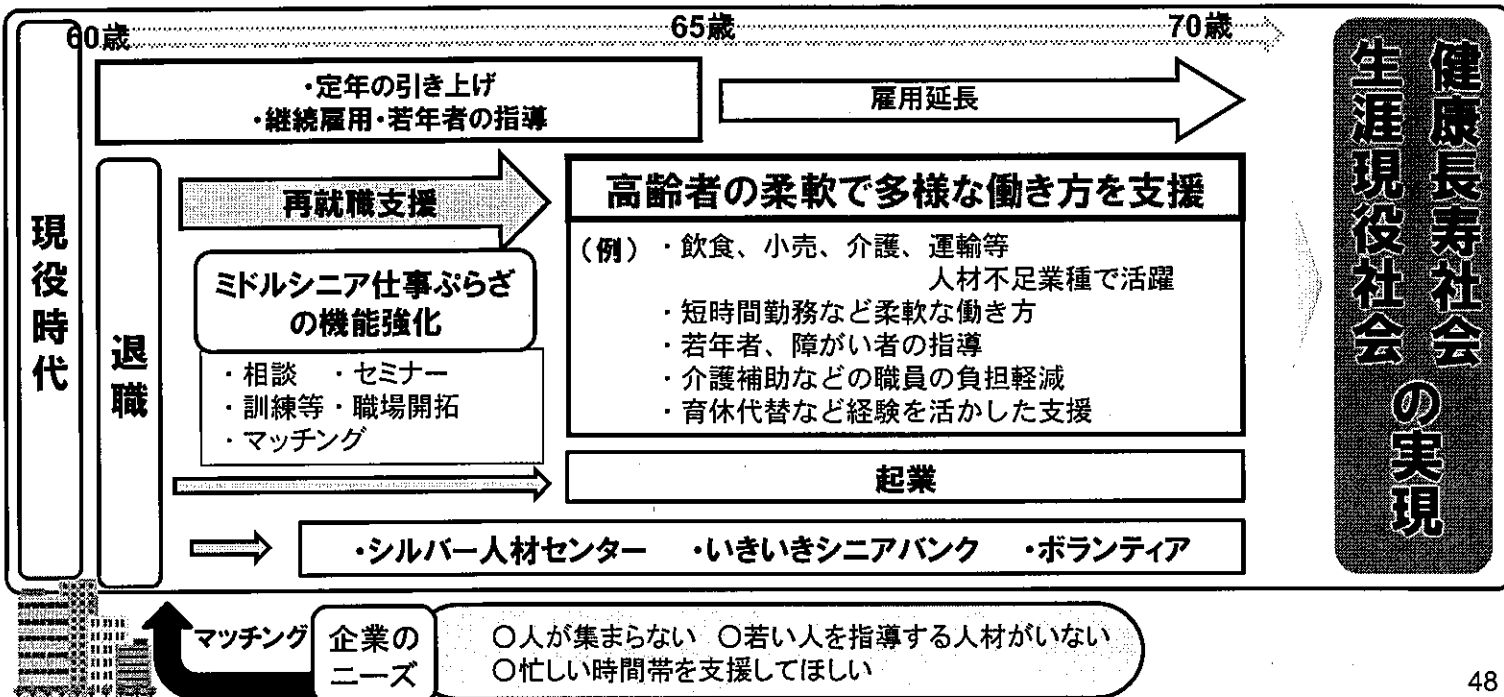 60歳
65歳
70歳
現役時代
・定年の引き上げ
・継続雇用・若年者の指導
雇用延長
退職
再就職支援
ミドルシニア仕事ぷらざ
の機能強化
・相談 ・セミナー
・訓練等・職場開拓
・マッチング
高齢者の柔軟で多様な働き方を支援
(例) ・飲食、小売、介護、運輸等
人材不足業種で活躍
・短時間勤務など柔軟な働き方
・若年者、障がい者の指導
・介護補助などの職員の負担軽減
・育休代替など経験を活かした支援
起業
・シルバー人材センター ・いきいきシニアバンク ・ボランティア
健康長寿社会
生涯現役社会
の実現
マッチング
企業の
ニーズ
○人が集まらない ○若い人を指導する人材がいない
○忙しい時間帯を支援してほしい
48